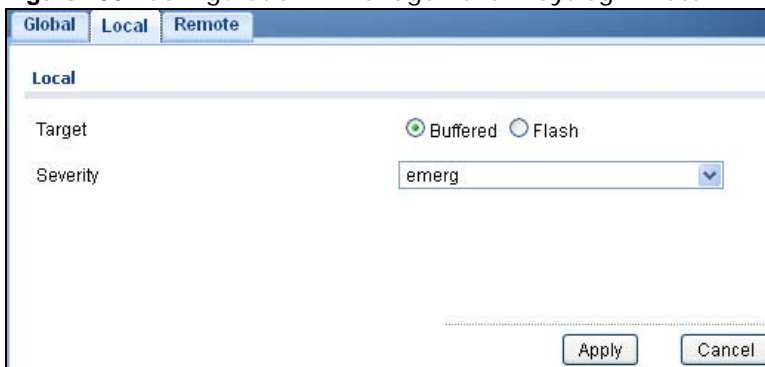 Global Local Remote
Local
Target Buffered Flash
Severity emerg
Apply Cancel